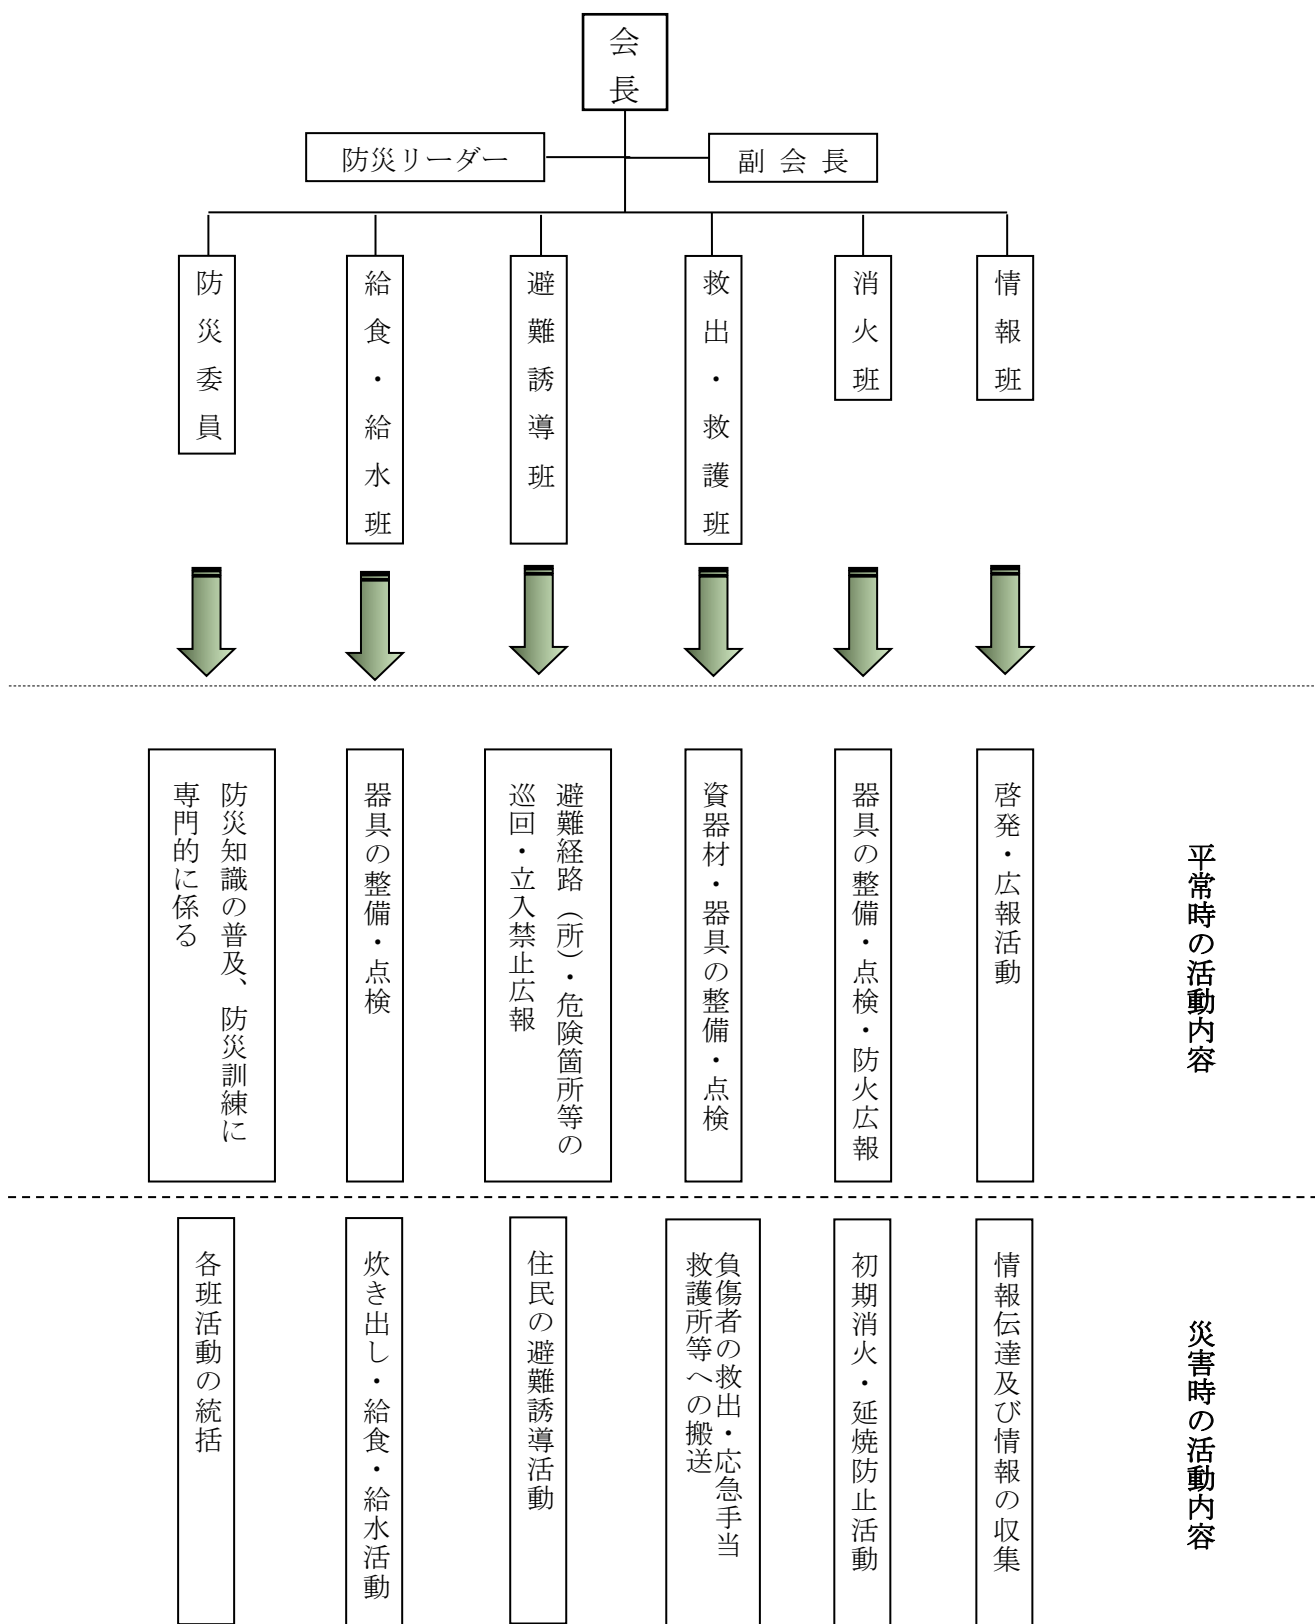 会長
防災リーダー
副会長
情報班
消火班
救出・救護班
避難誘導班
給食・給水班
防災委員
平常時の活動内容
啓発・広報活動
器具の整備・点検・防火広報
資器材・器具の整備・点検
避難経路（所）・危険箇所等の
巡回・立入禁止広報
器具の整備・点検
防災知識の普及、防災訓練に
専門的に係る
災害時の活動内容
情報伝達及び情報の収集
初期消火・延焼防止活動
負傷者の救出・応急手当
救護所等への搬送
住民の避難誘導活動
炊き出し・給食・給水活動
各班活動の統括